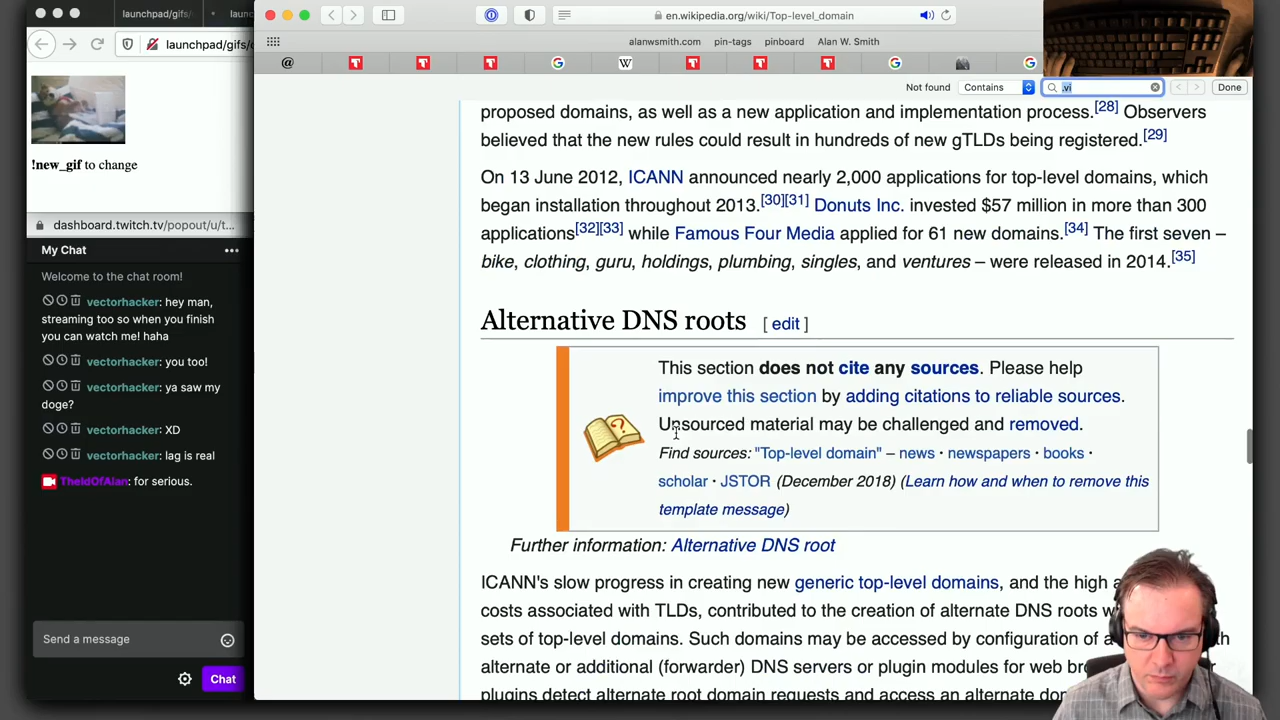 launchpad/gifs/
laun
launchpad/gifs/
!new_gif to change
dashboard.twitch.tv/popout/u/t...
My Chat
Welcome to the chat room!
vectorhacker: hey man,
streaming too so when you finish
you can watch me! haha
vectorhacker: you too!
vectorhacker: ya saw my
doge?
vectorhacker: XD
vectorhacker: lag is real
TheIdOfAlan: for serious.
Send a message
Chat
en.wikipedia.org/wiki/Top-level_domain
alanwsmith.com
pin-tags
pinboard
Alan W. Smith
Not found
Contains
.vi
Done
proposed domains, as well as a new application and implementation process.[28] Observers
believed that the new rules could result in hundreds of new gTLDs being registered.[29]
On 13 June 2012, ICANN announced nearly 2,000 applications for top-level domains, which
began installation throughout 2013.[30][31] Donuts Inc. invested $57 million in more than 300
applications[32][33] while Famous Four Media applied for 61 new domains.[34] The first seven –
bike, clothing, guru, holdings, plumbing, singles, and ventures – were released in 2014.[35]
Alternative DNS roots [ edit ]
This section does not cite any sources. Please help
improve this section by adding citations to reliable sources.
Unsourced material may be challenged and removed.
Find sources: "Top-level domain" – news · newspapers · books ·
scholar · JSTOR (December 2018) (Learn how and when to remove this
template message)
Further information: Alternative DNS root
ICANN's slow progress in creating new generic top-level domains, and the high a
costs associated with TLDs, contributed to the creation of alternate DNS roots w
sets of top-level domains. Such domains may be accessed by configuration of a
alternate or additional (forwarder) DNS servers or plugin modules for web bro
plugins detect alternate root domain requests and access an alternate dom